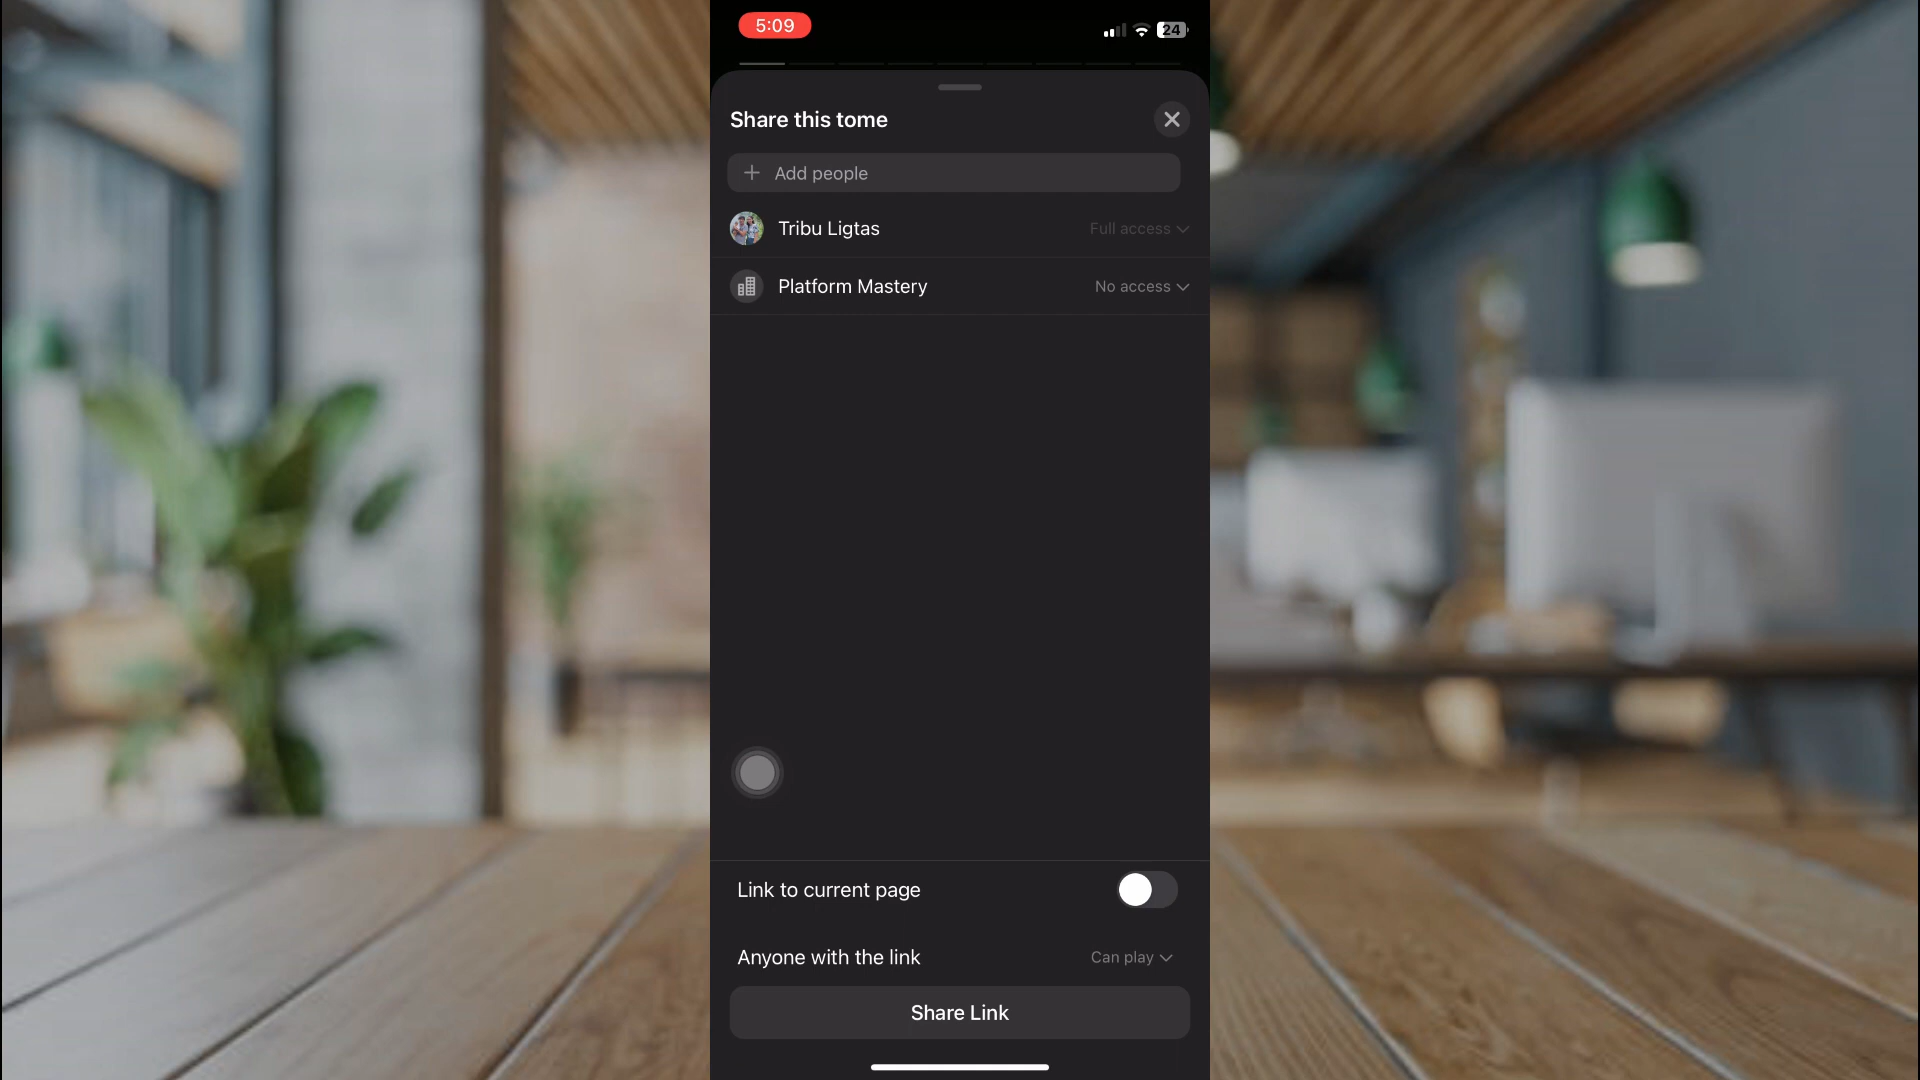 5:09
24
Share this tome
Add people
Tribu Ligtas
Full access
Platform Mastery
No access
Link to current page
Anyone with the link
Can play
Share Link